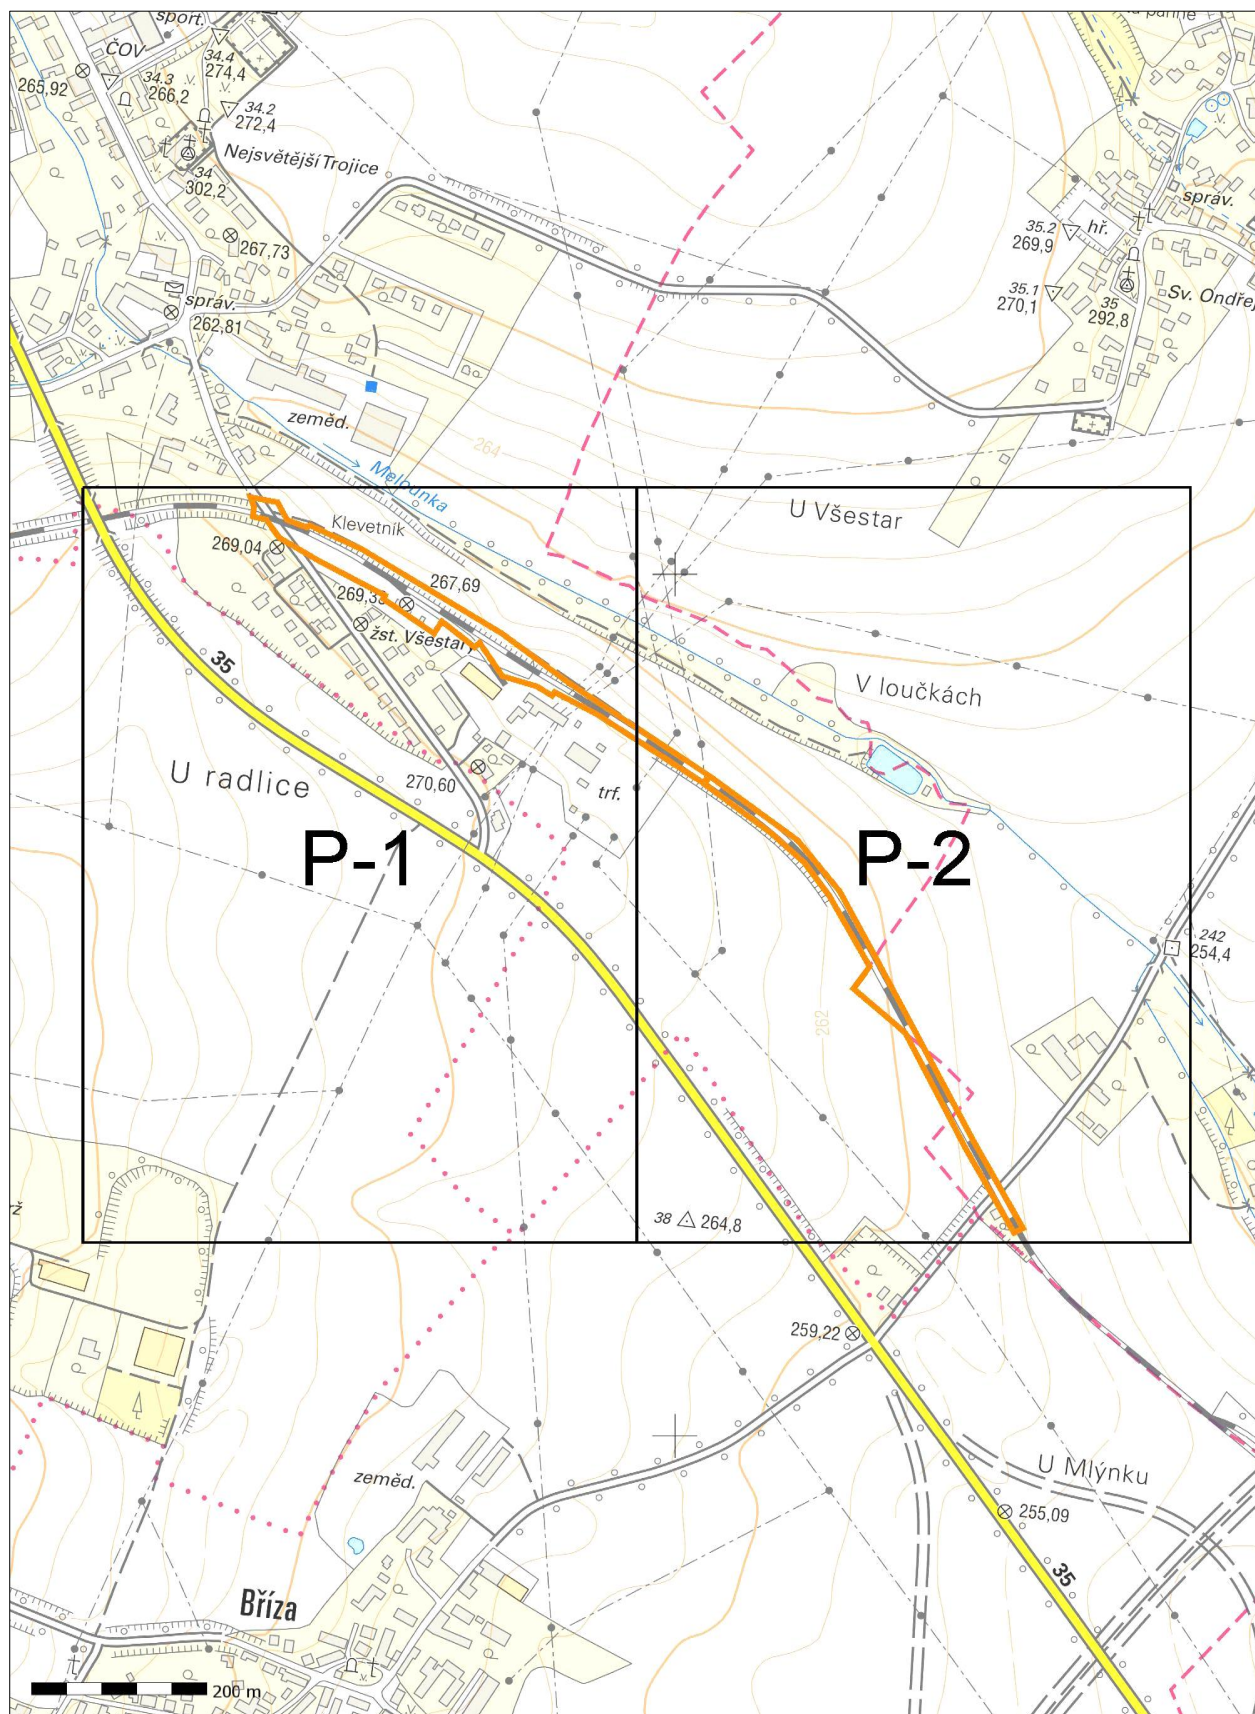 sport.
ČOV
34.4
274,4
34.3
266,2
265,92
34.2
272,4
Nejsvětější Trojice
34
302,2
267,73
správ.
262,81
správ.
35.2
269,9
hř.
35.1
270,1
35
292,8
Sv. Ondřej
zeměd.
264
Melounka
U Všestar
Klevetník
269,04
267,69
269,33
žst. Všestary
V loučkách
35
U radlice
270,60
trf.
P-1
P-2
242
254,4
262
38
264,8
ž
259,22
U Mlýnku
zeměd.
255,09
35
Bříza
200 m